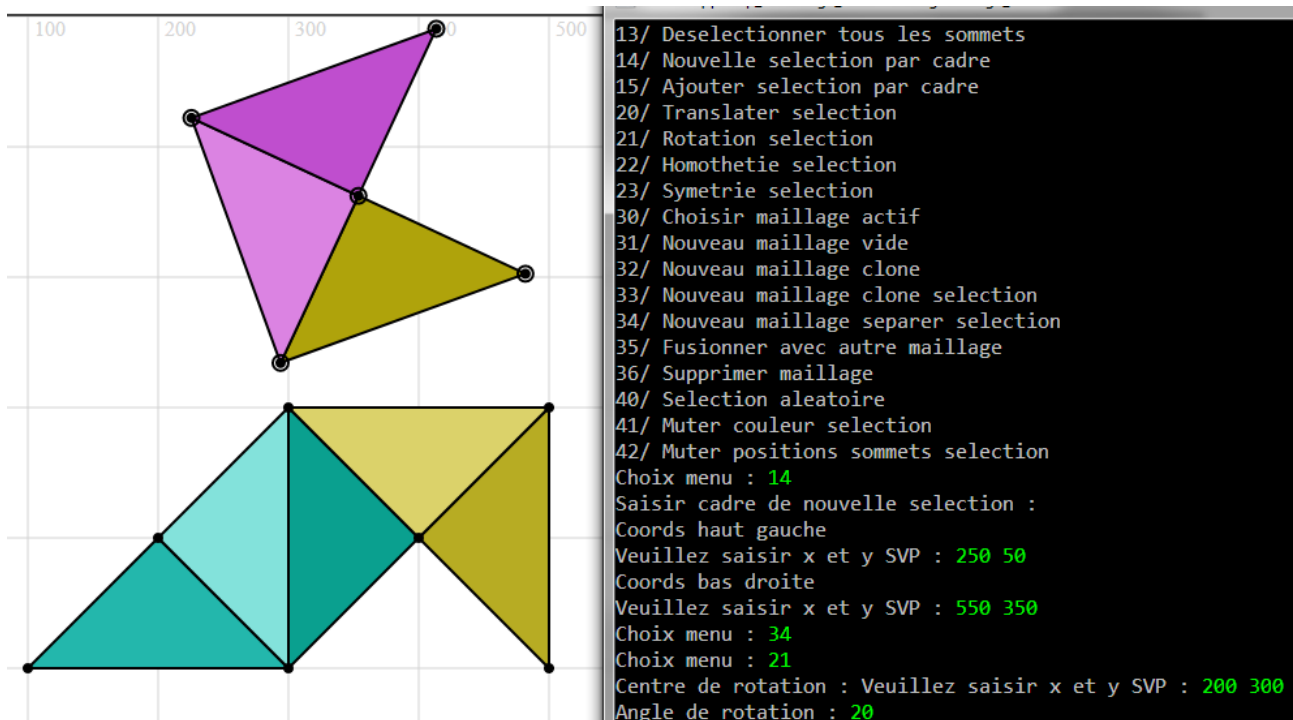 100 200 300 500
13/ Deselectionner tous les sommets
14/ Nouvelle selection par cadre
15/ Ajouter selection par cadre
20/ Translater selection
21/ Rotation selection
22/ Homothetie selection
23/ Symetrie selection
30/ Choisir maillage actif
31/ Nouveau maillage vide
32/ Nouveau maillage clone
33/ Nouveau maillage clone selection
34/ Nouveau maillage separer selection
35/ Fusionner avec autre maillage
36/ Supprimer maillage
40/ Selection aleatoire
41/ Muter couleur selection
42/ Muter positions sommets selection
Choix menu : 14
Saisir cadre de nouvelle selection :
Coords haut gauche
Veuillez saisir x et y SVP : 250 50
Coords bas droite
Veuillez saisir x et y SVP : 550 350
Choix menu : 34
Choix menu : 21
Centre de rotation : Veuillez saisir x et y SVP : 200 300
Angle de rotation : 20